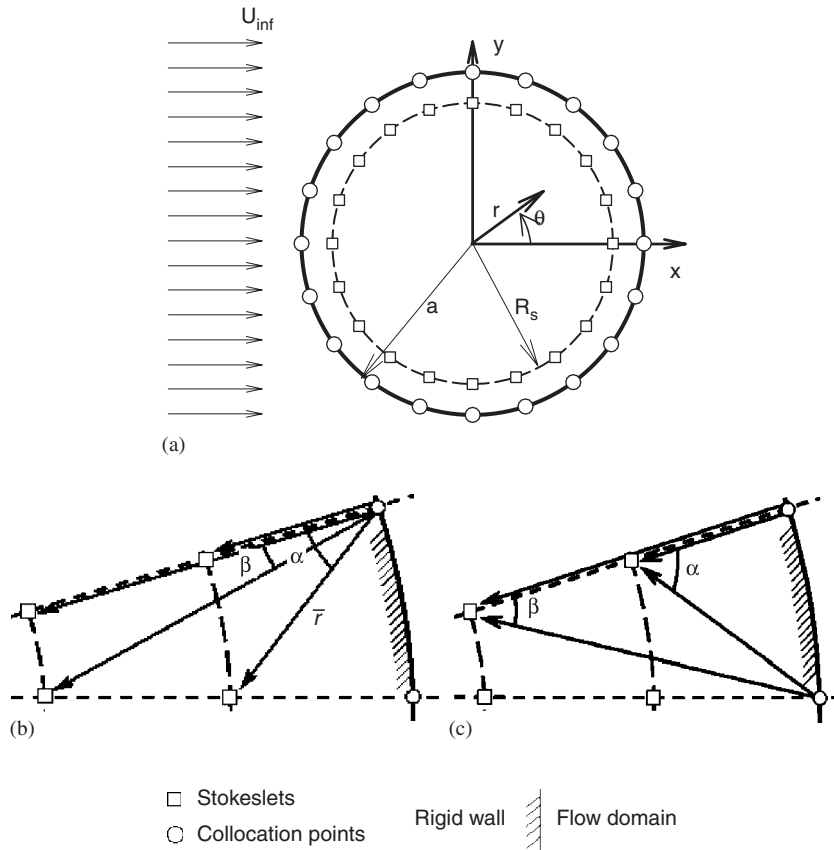 U_inf
y
r
θ
x
a
R_s
(a)
β
α
r̅
(b)
α
β
(c)
Stokeslets
Collocation points
Rigid wall
Flow domain